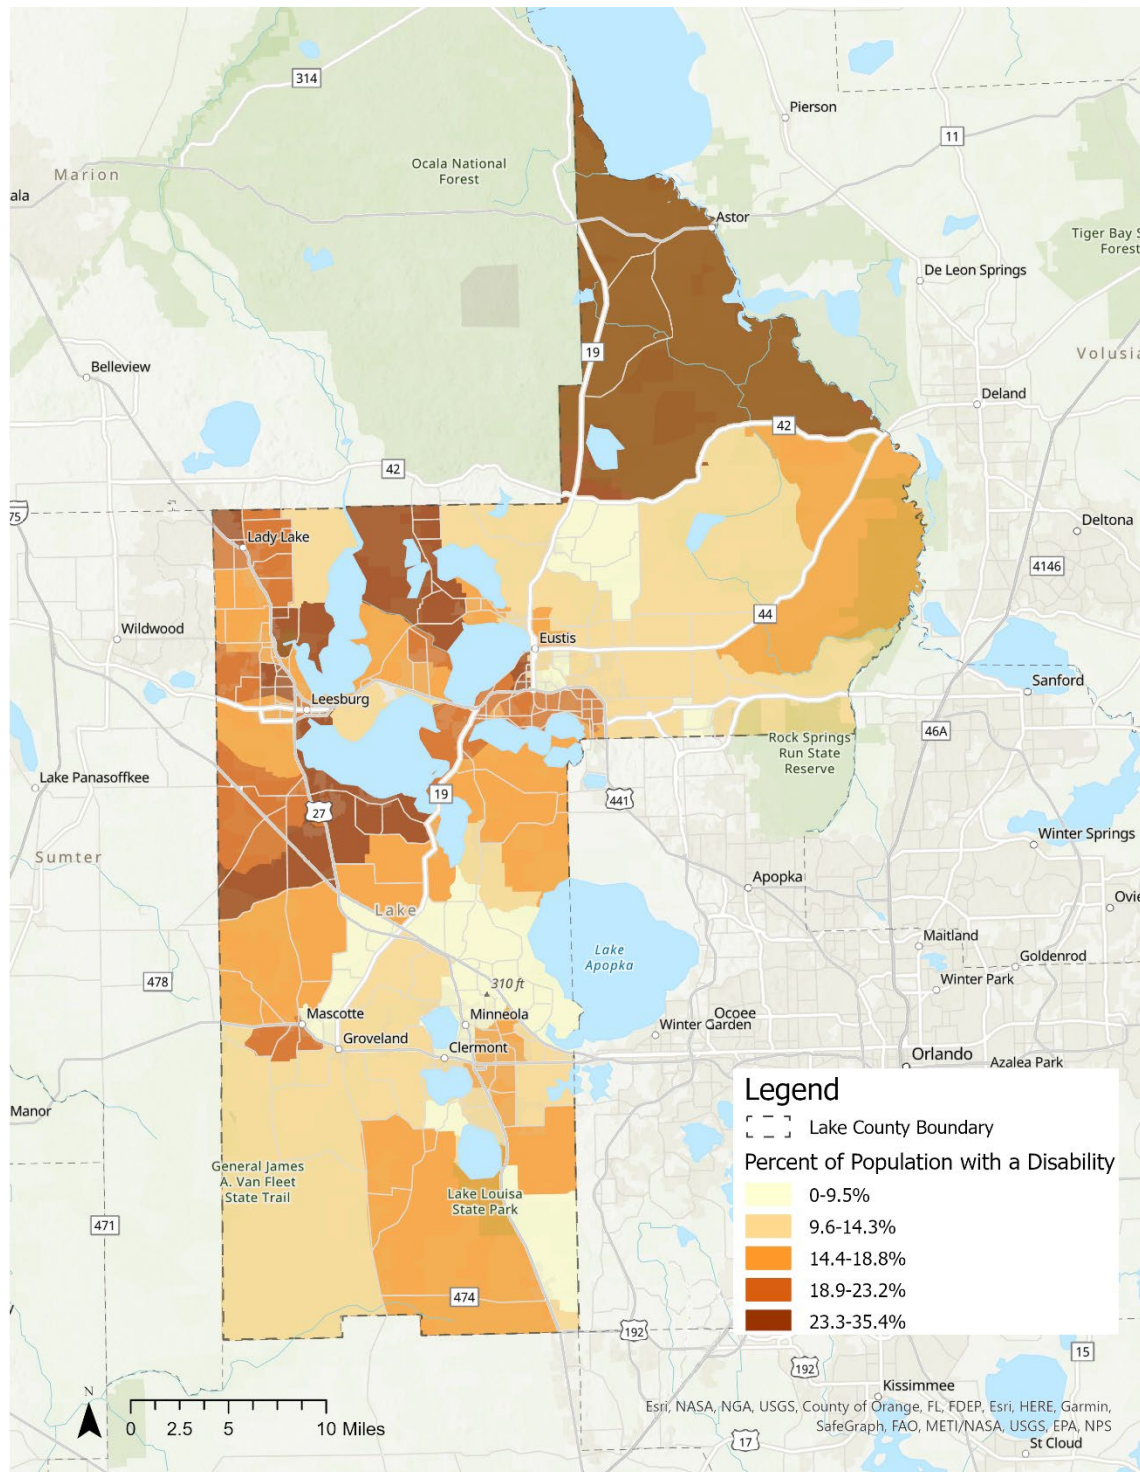 314
Pierson
11
Ocala National
Forest
Marion
ala
Astor
Tiger Bay S
Forest
De Leon Springs
19
Volusia
Belleview
Deland
42
42
75
Lady Lake
Deltona
4146
Wildwood
44
Eustis
Sanford
Leesburg
46A
Rock Springs
Run State
Reserve
Lake Panasoffkee
19
441
27
Winter Springs
Sumter
Apopka
Ovie
Lake
Maitland
Lake
Apopka
Goldenrod
478
310 ft
Winter Park
Mascotte
Minneola
Ocoee
Winter Garden
Groveland
Clermont
Orlando
Azalea Park
Manor
Legend
Lake County Boundary
Percent of Population with a Disability
0-9.5%
9.6-14.3%
14.4-18.8%
18.9-23.2%
23.3-35.4%
General James
A. Van Fleet
State Trail
Lake Louisa
State Park
471
474
192
15
192
Kissimmee
N
0 2.5 5 10 Miles
Esri, NASA, NGA, USGS, County of Orange, FL, FDEP, Esri, HERE, Garmin,
SafeGraph, FAO, METI/NASA, USGS, EPA, NPS
17
St Cloud